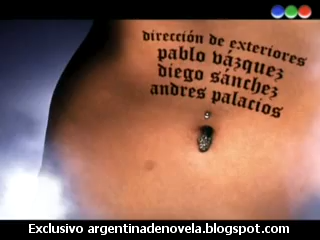 dirección de exteriores
pablo vázquez
diego sánchez
andres palacios
Exclusivo argentinadenovela.blogspot.com